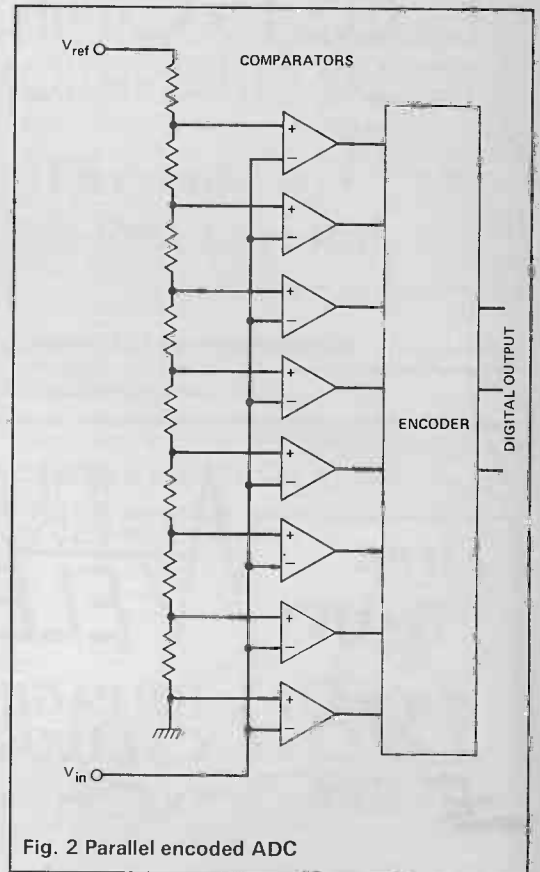 Vref
COMPARATORS
+
−
+
−
+
−
+
−
+
−
+
−
+
−
+
−
ENCODER
DIGITAL OUTPUT
Vin
Fig. 2 Parallel encoded ADC